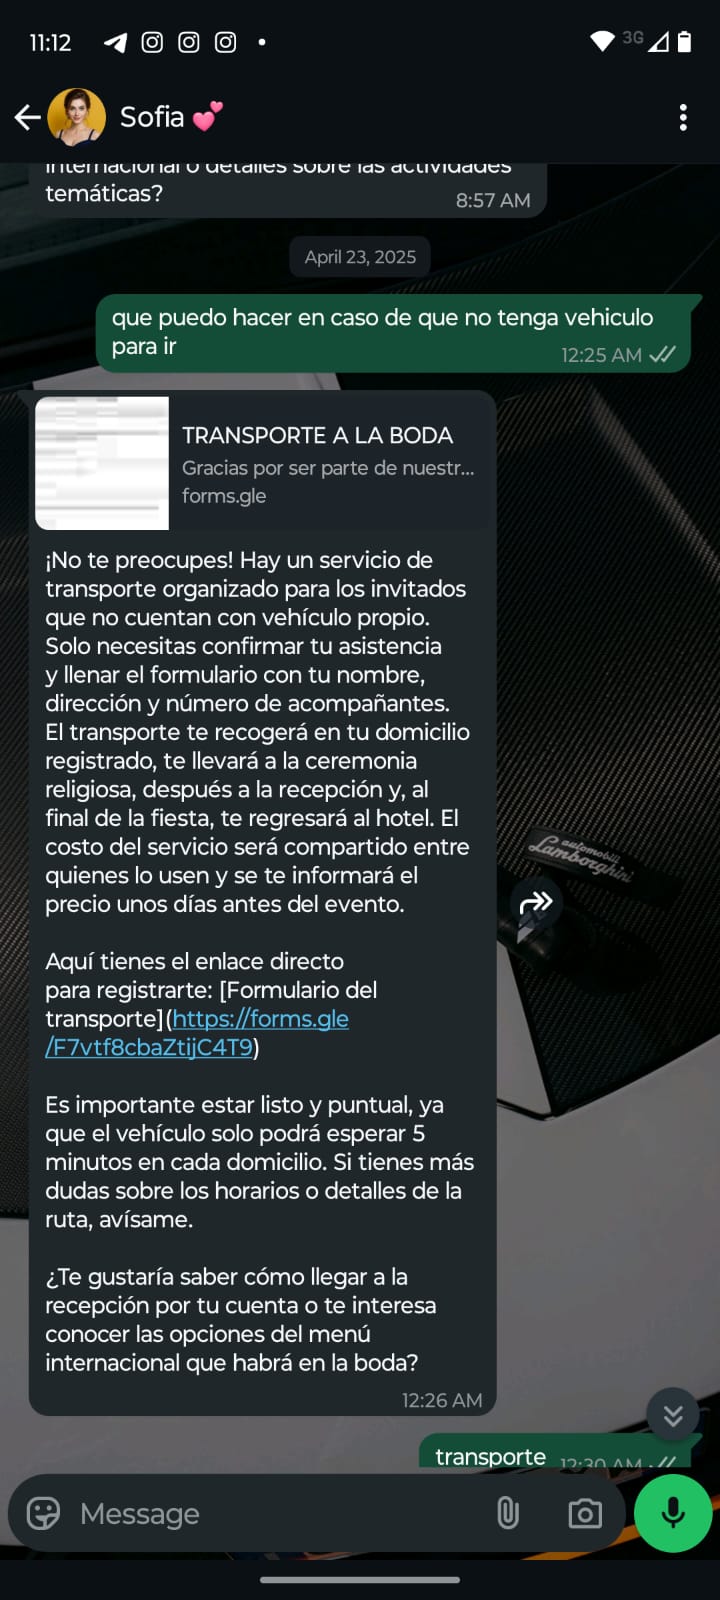 11:12
3G
Sofia 💕
internacional o detalles sobre las actividades
temáticas?
8:57 AM
April 23, 2025
que puedo hacer en caso de que no tenga vehiculo
para ir
12:25 AM
TRANSPORTE A LA BODA
Gracias por ser parte de nuestr...
forms.gle
¡No te preocupes! Hay un servicio de
transporte organizado para los invitados
que no cuentan con vehículo propio.
Solo necesitas confirmar tu asistencia
y llenar el formulario con tu nombre,
dirección y número de acompañantes.
El transporte te recogerá en tu domicilio
registrado, te llevará a la ceremonia
religiosa, después a la recepción y, al
final de la fiesta, te regresará al hotel. El
costo del servicio será compartido entre
quienes lo usen y se te informará el
precio unos días antes del evento.
automobili
Lamborghini
Aquí tienes el enlace directo
para registrarte: [Formulario del
transporte](https://forms.gle
/F7vtf8cbaZtijC4T9)
Es importante estar listo y puntual, ya
que el vehículo solo podrá esperar 5
minutos en cada domicilio. Si tienes más
dudas sobre los horarios o detalles de la
ruta, avísame.
¿Te gustaría saber cómo llegar a la
recepción por tu cuenta o te interesa
conocer las opciones del menú
internacional que habrá en la boda?
12:26 AM
transporte
12:30 AM
Message